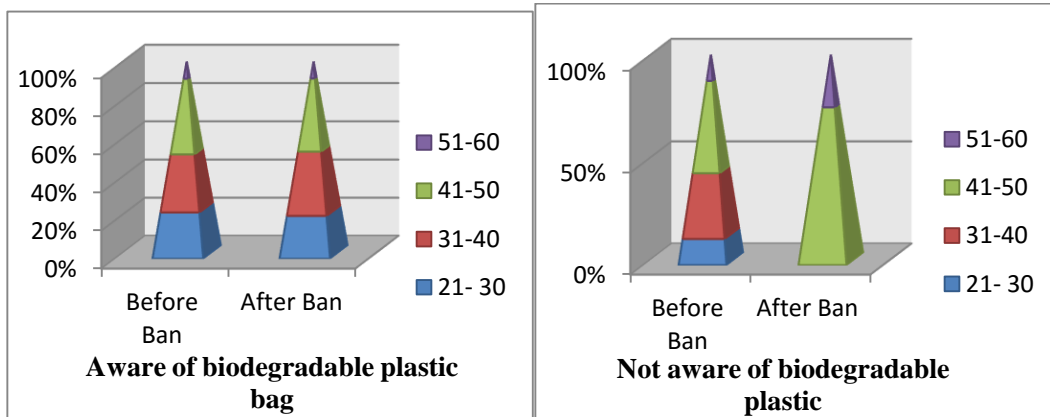 100%
80%
60%
40%
20%
0%
Before
Ban
After Ban
51-60
41-50
31-40
21- 30
Aware of biodegradable plastic
bag
100%
50%
0%
Before
Ban
After Ban
51-60
41-50
31-40
21- 30
Not aware of biodegradable
plastic